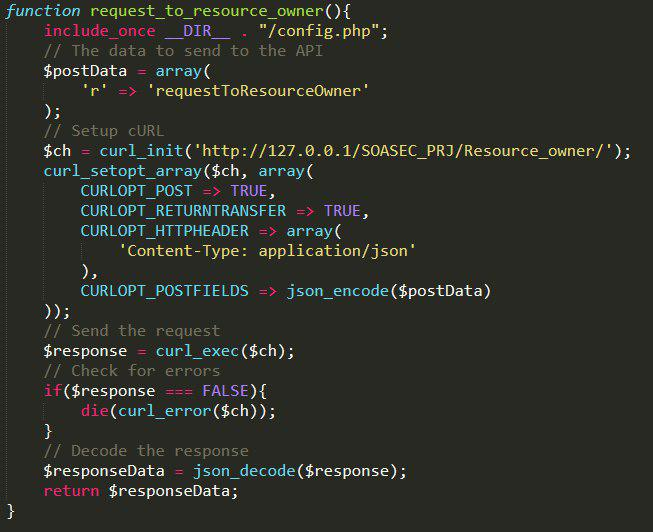 function request_to_resource_owner(){
    include_once __DIR__ . "/config.php";
    // The data to send to the API
    $postData = array(
        'r' => 'requestToResourceOwner'
    );
    // Setup cURL
    $ch = curl_init('http://127.0.0.1/SOASEC_PRJ/Resource_owner/');
    curl_setopt_array($ch, array(
        CURLOPT_POST => TRUE,
        CURLOPT_RETURNTRANSFER => TRUE,
        CURLOPT_HTTPHEADER => array(
            'Content-Type: application/json'
        ),
        CURLOPT_POSTFIELDS => json_encode($postData)
    ));
    // Send the request
    $response = curl_exec($ch);
    // Check for errors
    if($response === FALSE){
        die(curl_error($ch));
    }
    // Decode the response
    $responseData = json_decode($response);
    return $responseData;
}